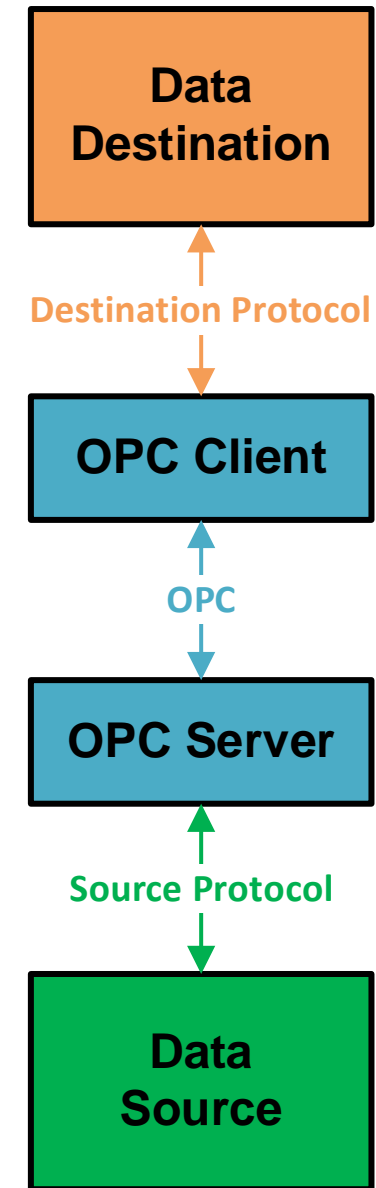 Data
Destination
Destination Protocol
OPC Client
OPC
OPC Server
Source Protocol
Data
Source